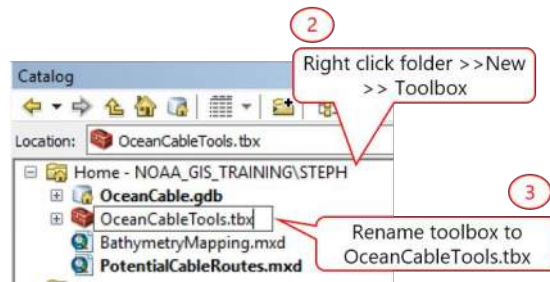 2
Right click folder >>New
>> Toolbox
Catalog
Location: OceanCableTools.tbx
Home - NOAA_GIS_TRAINING\STEPH
OceanCable.gdb
OceanCableTools.tbx
3
Rename toolbox to
OceanCableTools.tbx
BathymetryMapping.mxd
PotentialCableRoutes.mxd